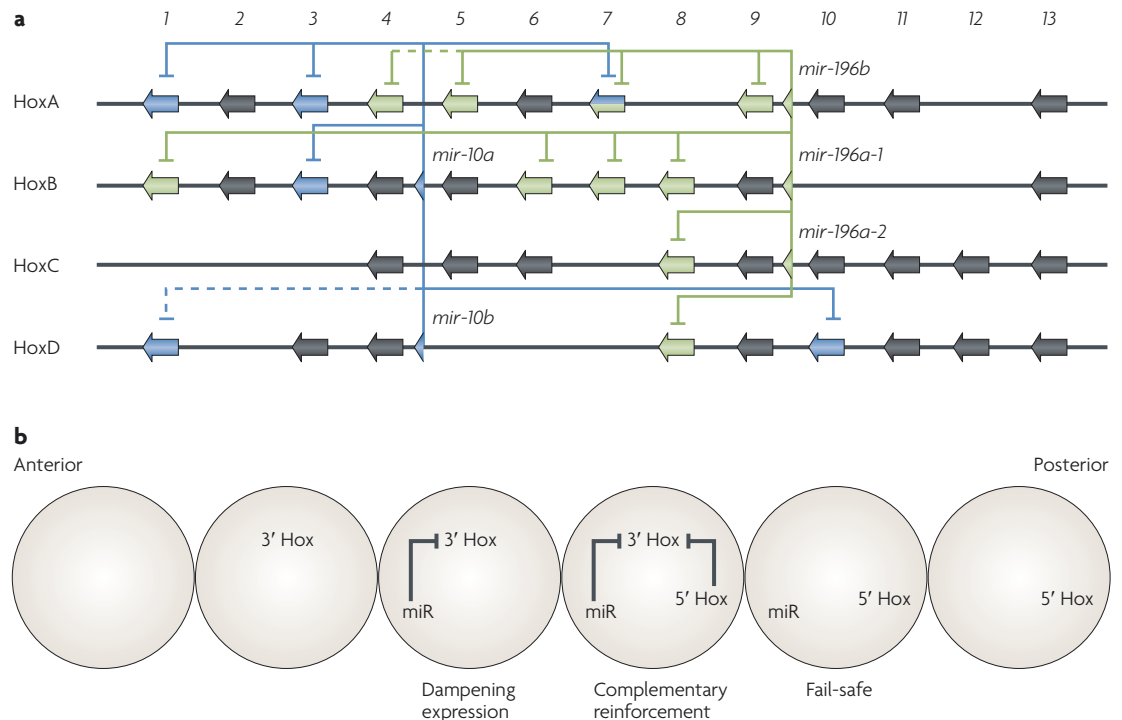 a
1 2 3 4 5 6 7 8 9 10 11 12 13
mir-196b
HoxA
mir-10a mir-196a-1
HoxB
mir-196a-2
HoxC
mir-10b
HoxD
b
Anterior Posterior
3′ Hox 3′ Hox 3′ Hox
miR miR 5′ Hox miR 5′ Hox 5′ Hox
Dampening Complementary Fail-safe
expression reinforcement